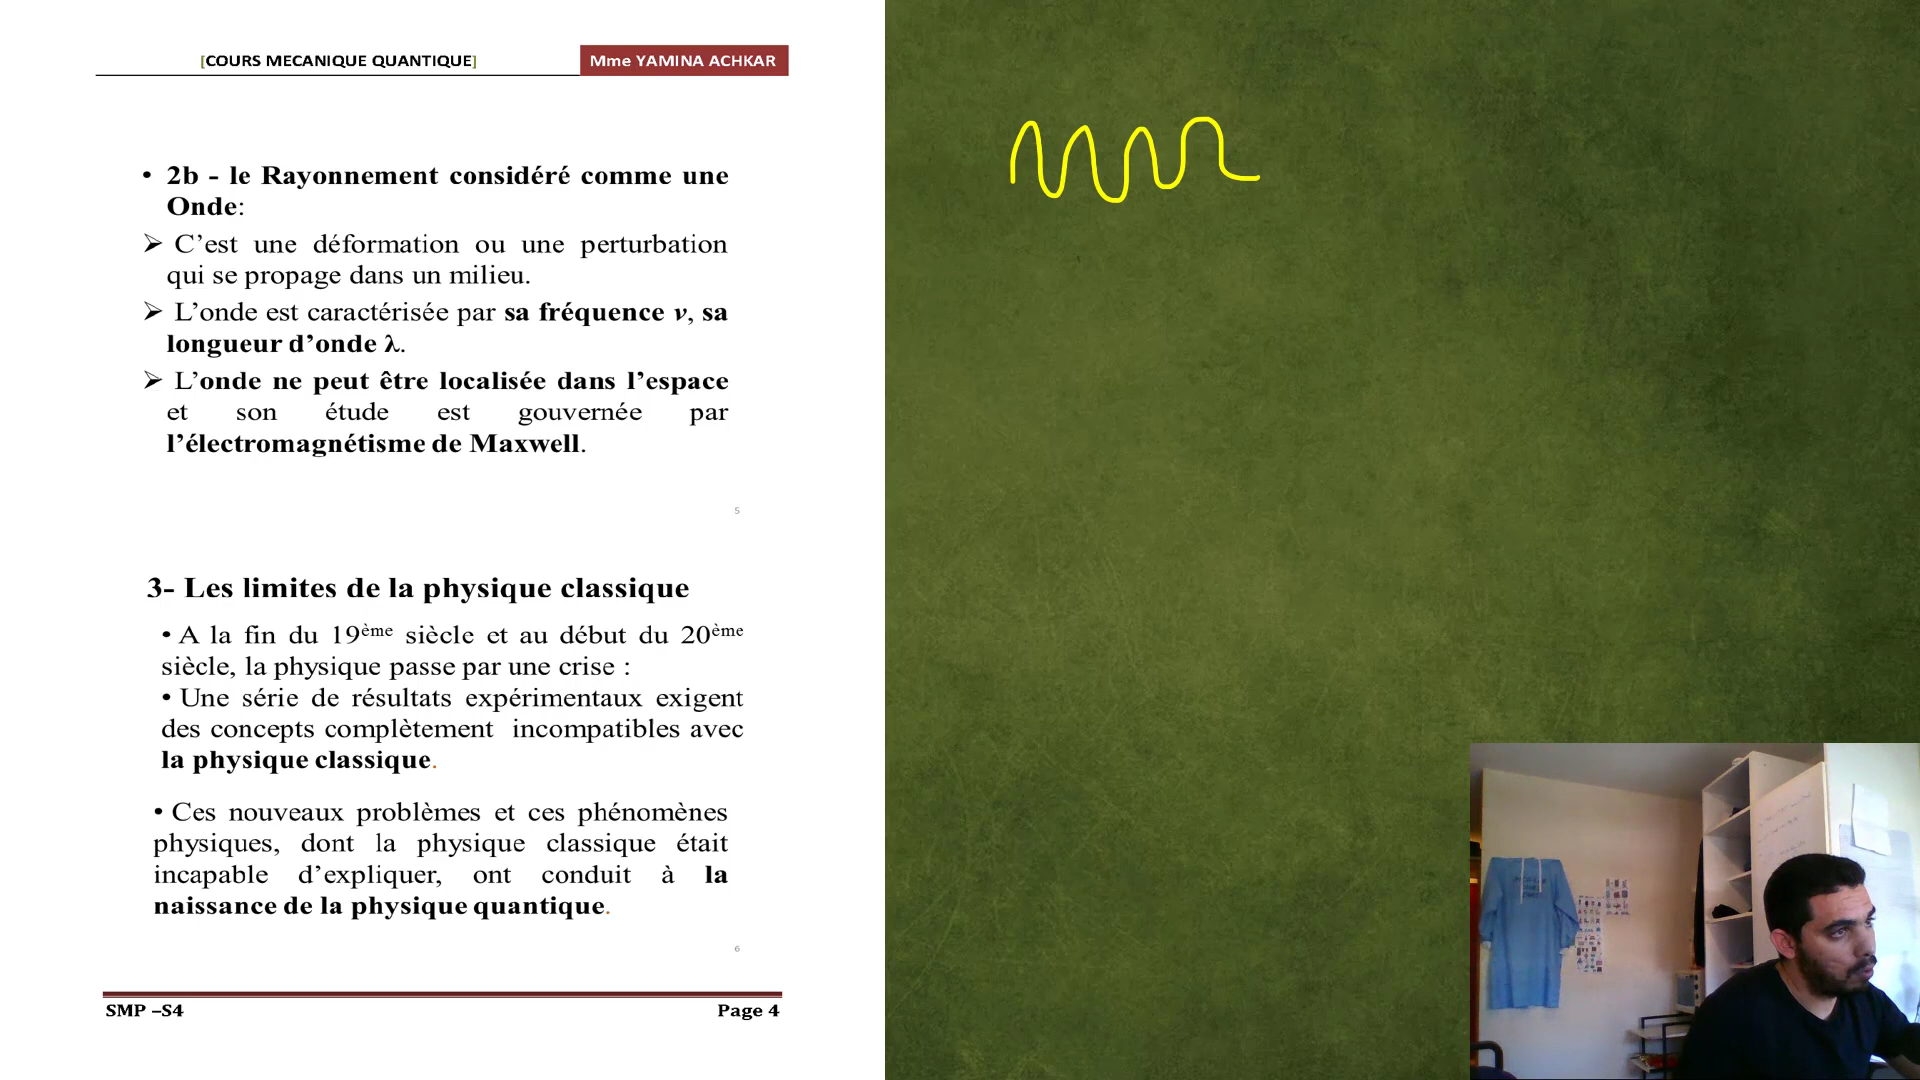 [COURS MECANIQUE QUANTIQUE]
Mme YAMINA ACHKAR
• 2b - le Rayonnement considéré comme une
Onde:
➢ C’est une déformation ou une perturbation
qui se propage dans un milieu.
➢ L’onde est caractérisée par sa fréquence ν, sa
longueur d’onde λ.
➢ L’onde ne peut être localisée dans l’espace
et son étude est gouvernée par
l’électromagnétisme de Maxwell.
5
3- Les limites de la physique classique
• A la fin du 19ème siècle et au début du 20ème
siècle, la physique passe par une crise :
• Une série de résultats expérimentaux exigent
des concepts complètement incompatibles avec
la physique classique.
• Ces nouveaux problèmes et ces phénomènes
physiques, dont la physique classique était
incapable d’expliquer, ont conduit à la
naissance de la physique quantique.
6
SMP –S4
Page 4